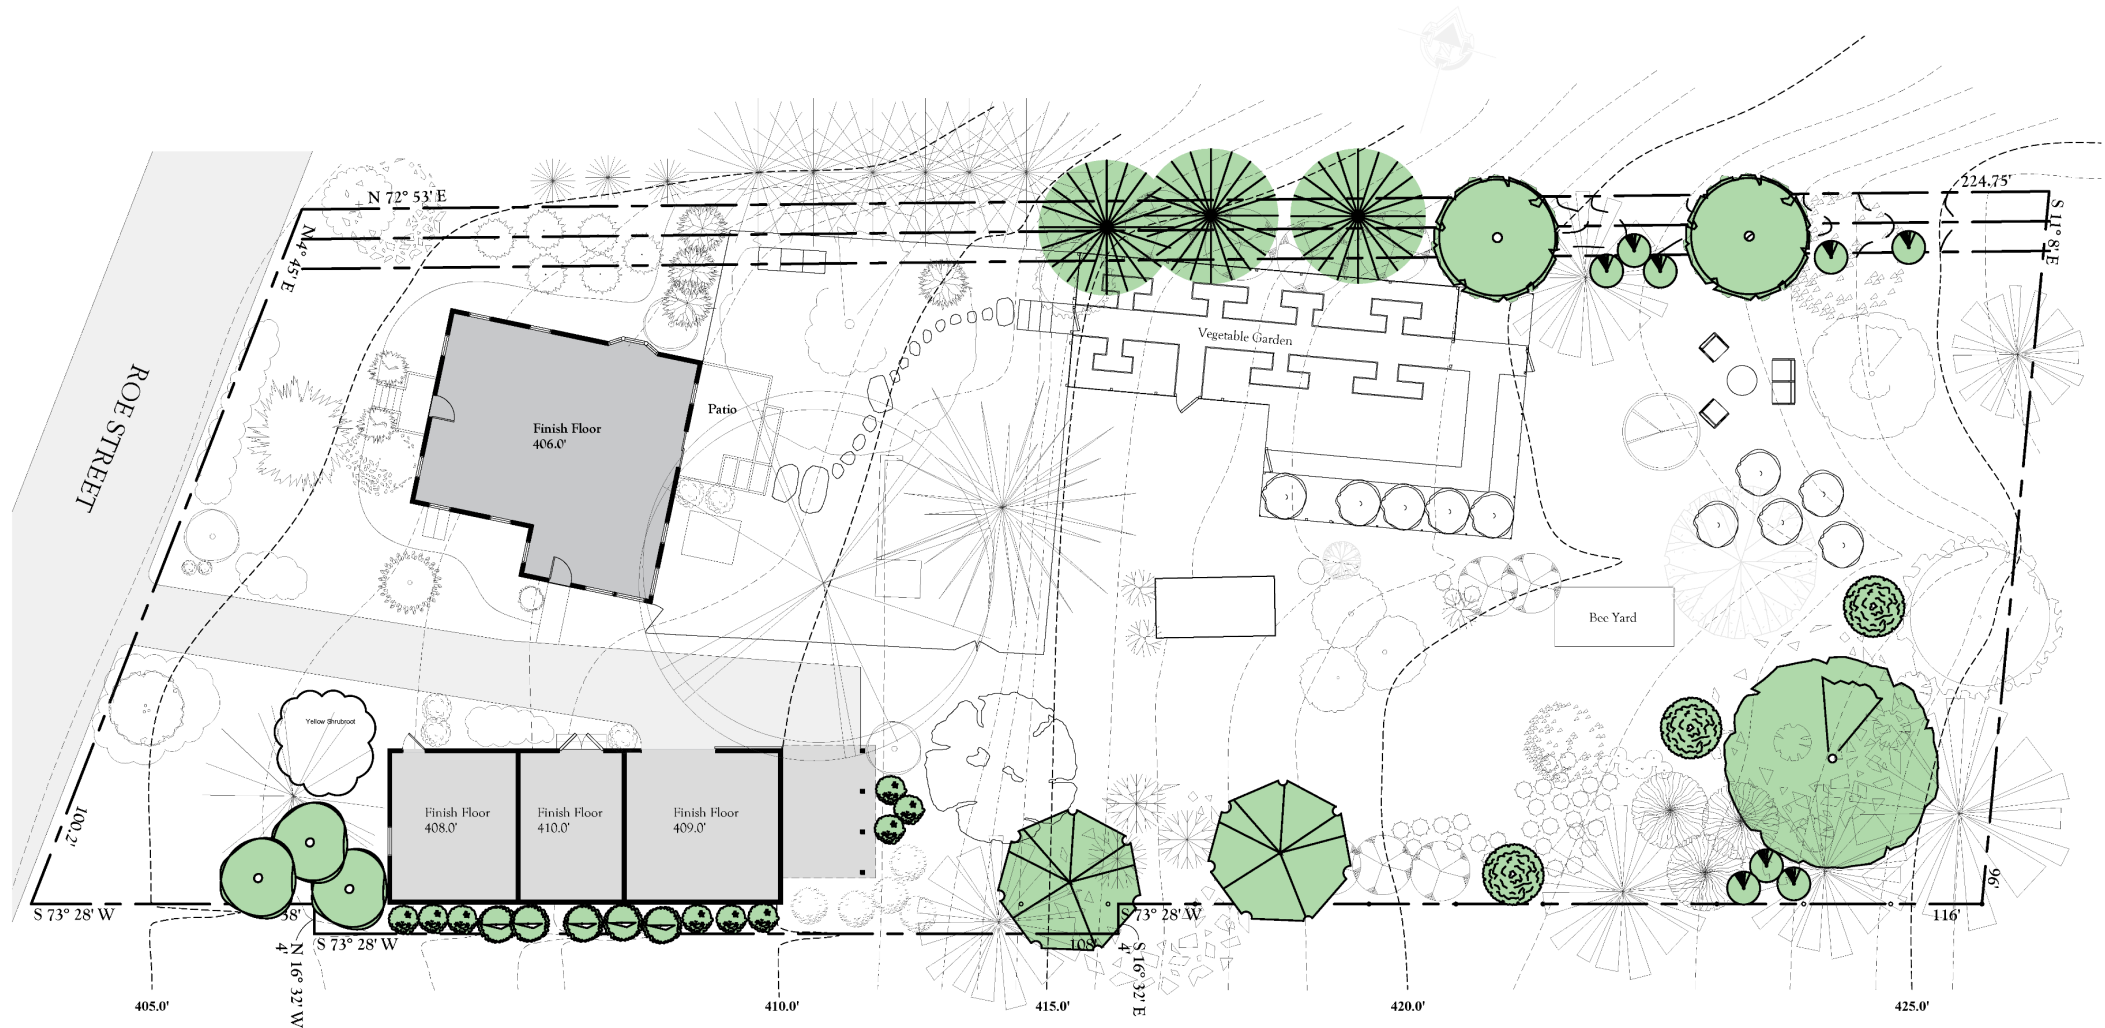 N 72° 53' E
224.75'
N4° 45' E
S 11° 8'E
ROE STREET
Vegetable Garden
Patio
Finish Floor
406.0'
Bee Yard
Yellow Shrubroot
Finish Floor
408.0'
Finish Floor
410.0'
Finish Floor
409.0'
100.2'
96'
S 73° 28' W
38'
S 73° 28' W
108'
S 73° 28' W
116'
4'
N 16° 32' W
4'
S 16° 32' E
405.0'
410.0'
415.0'
420.0'
425.0'